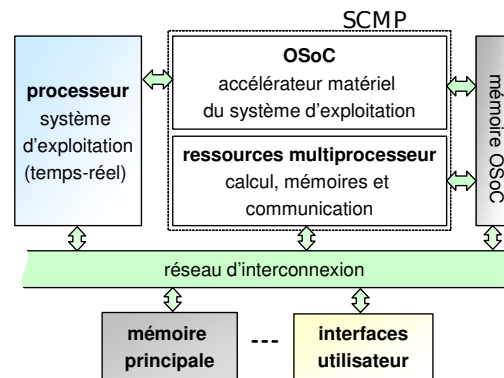 SCMP
processeur
système
d'exploitation
(temps-réel)
OSoC
accélérateur matériel
du système d'exploitation
ressources multiprocesseur
calcul, mémoires et
communication
mémoire OSoC
réseau d'interconnexion
mémoire
principale
---
interfaces
utilisateur